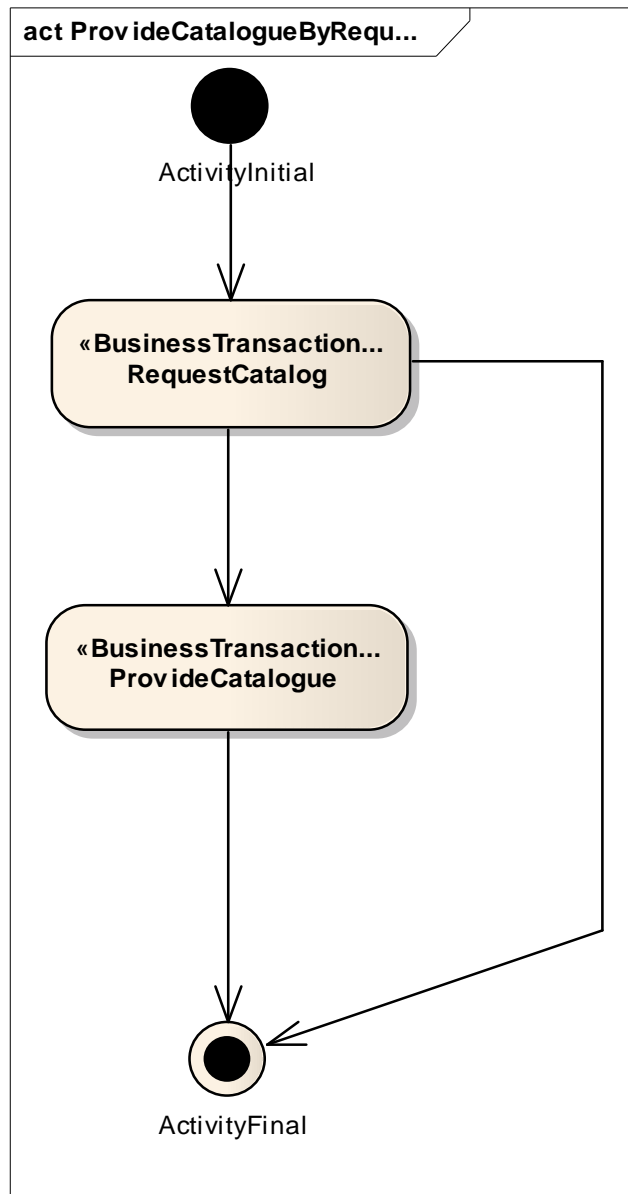 act ProvideCatalogueByRequ...
ActivityInitial
«BusinessTransaction...
RequestCatalog
«BusinessTransaction...
ProvideCatalogue
ActivityFinal